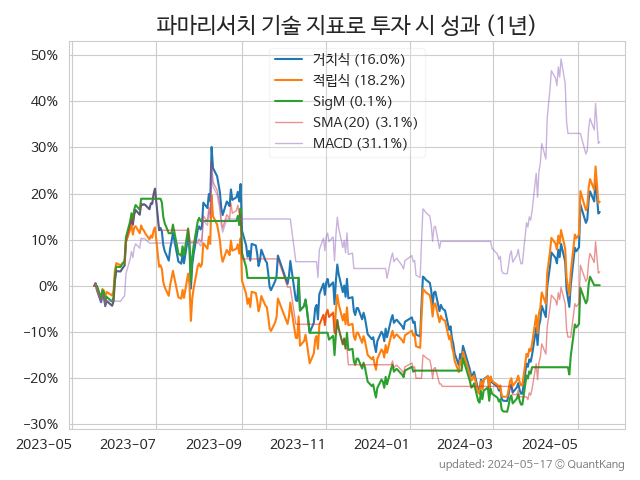 파마리서치 기술 지표로 투자 시 성과 (1년)
50%
40%
30%
20%
10%
0%
−10%
−20%
−30%
거치식 (16.0%)
적립식 (18.2%)
SigM (0.1%)
SMA(20) (3.1%)
MACD (31.1%)
2023-05
2023-07
2023-09
2023-11
2024-01
2024-03
2024-05
updated: 2024-05-17 ⓒ QuantKang